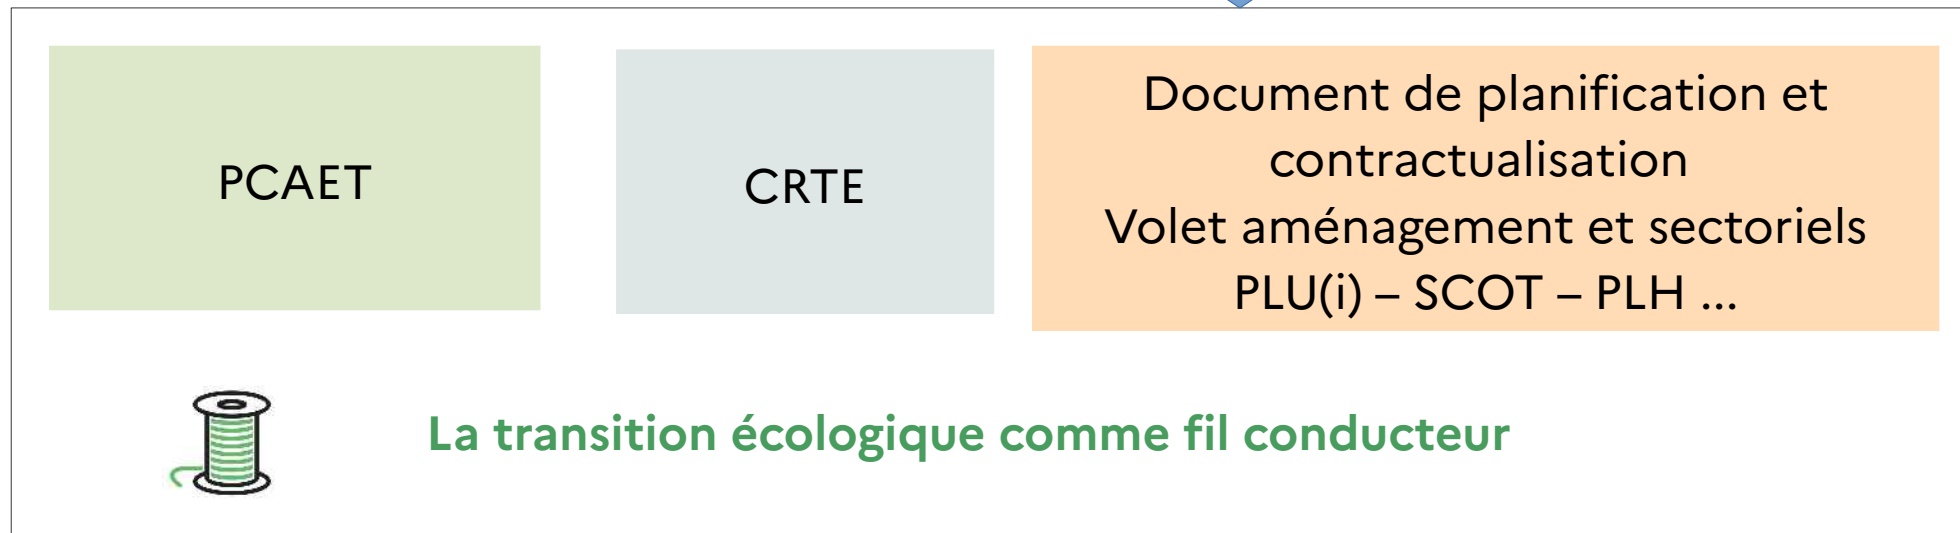 PCAET
CRTE
Document de planification et
contractualisation
Volet aménagement et sectoriels
PLU(i) – SCOT – PLH ...
La transition écologique comme fil conducteur